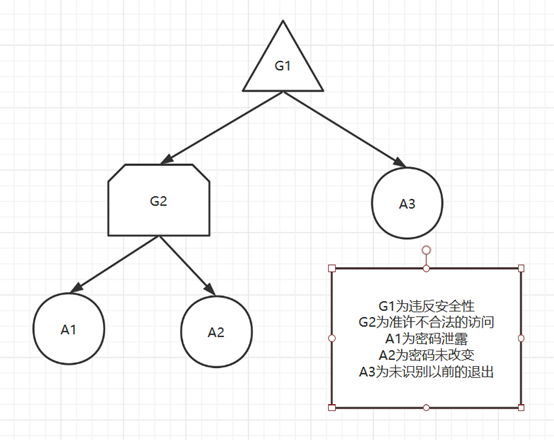 G1
G2
A3
A1
A2
G1为违反安全性
G2为准许不合法的访问
A1为密码泄露
A2为密码未改变
A3为未识别以前的退出